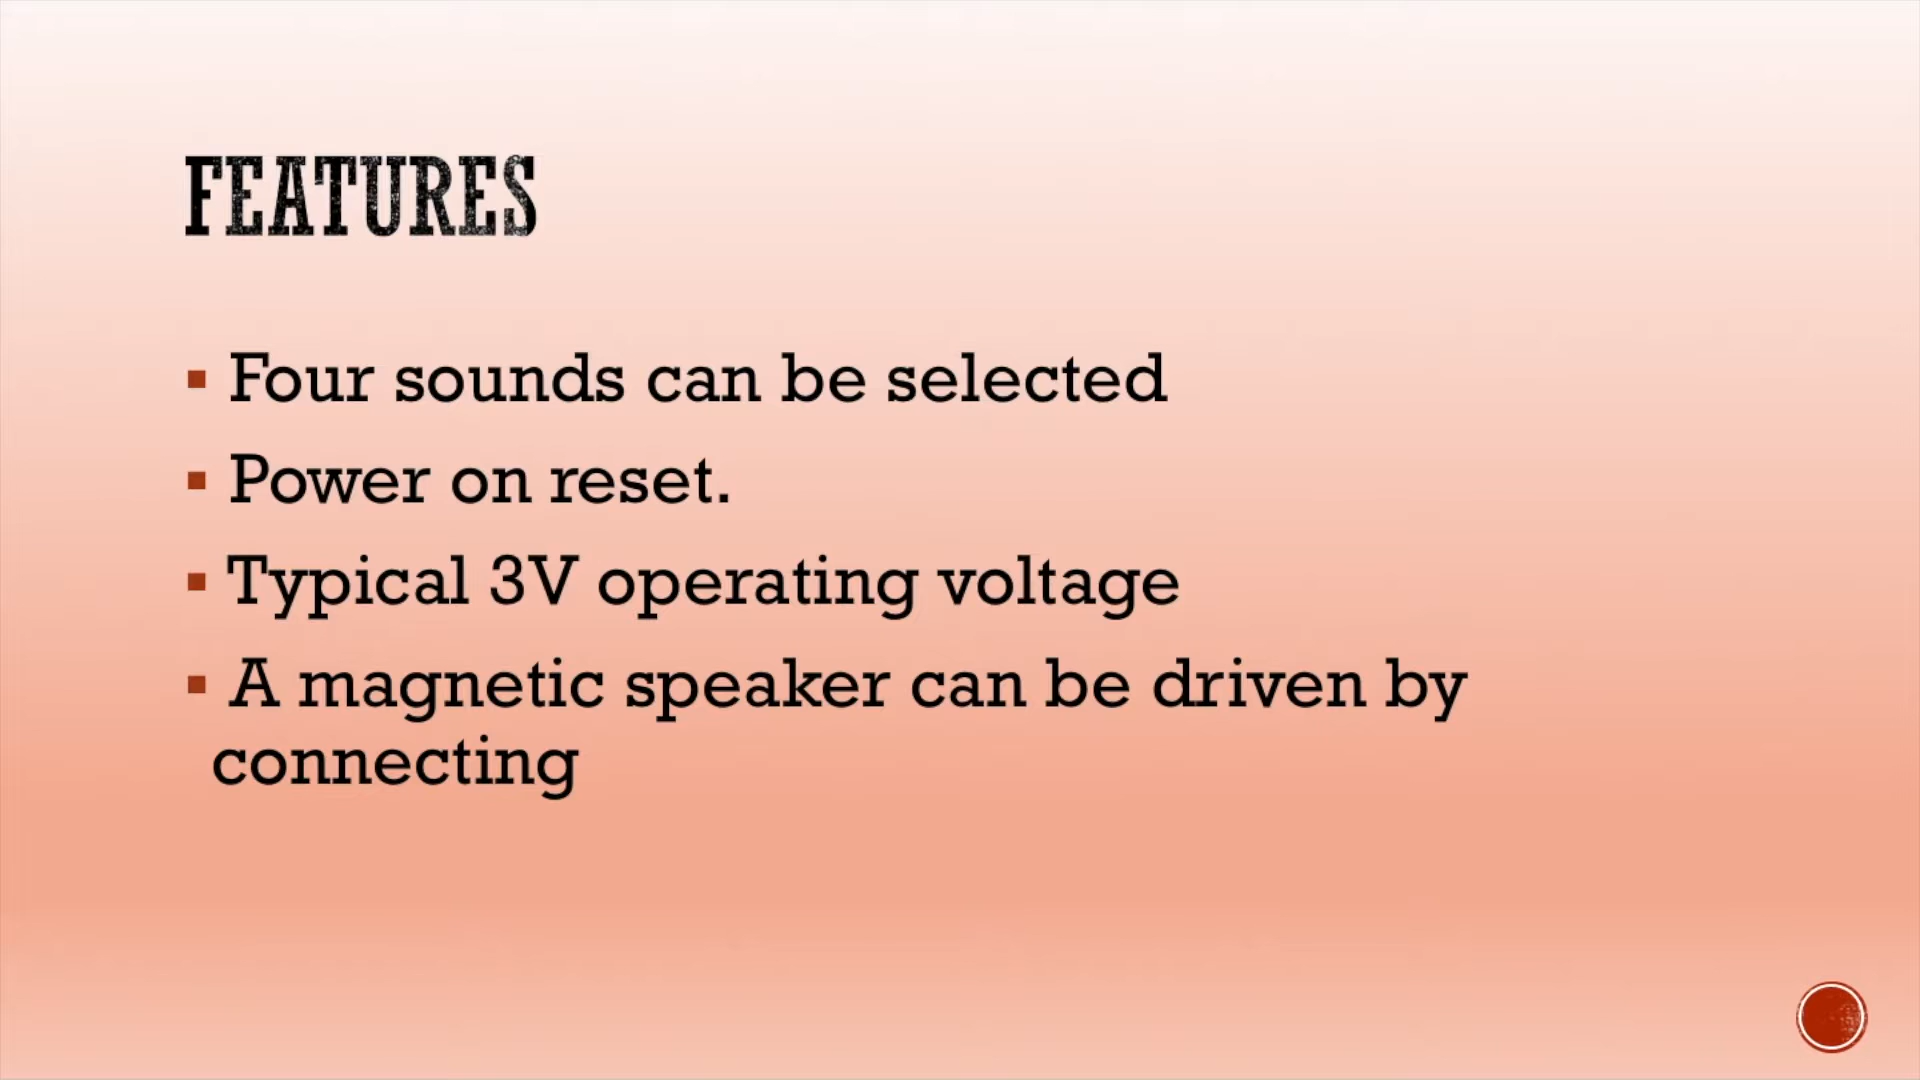 FEATURES
▪ Four sounds can be selected
▪ Power on reset.
▪ Typical 3V operating voltage
▪ A magnetic speaker can be driven by
connecting